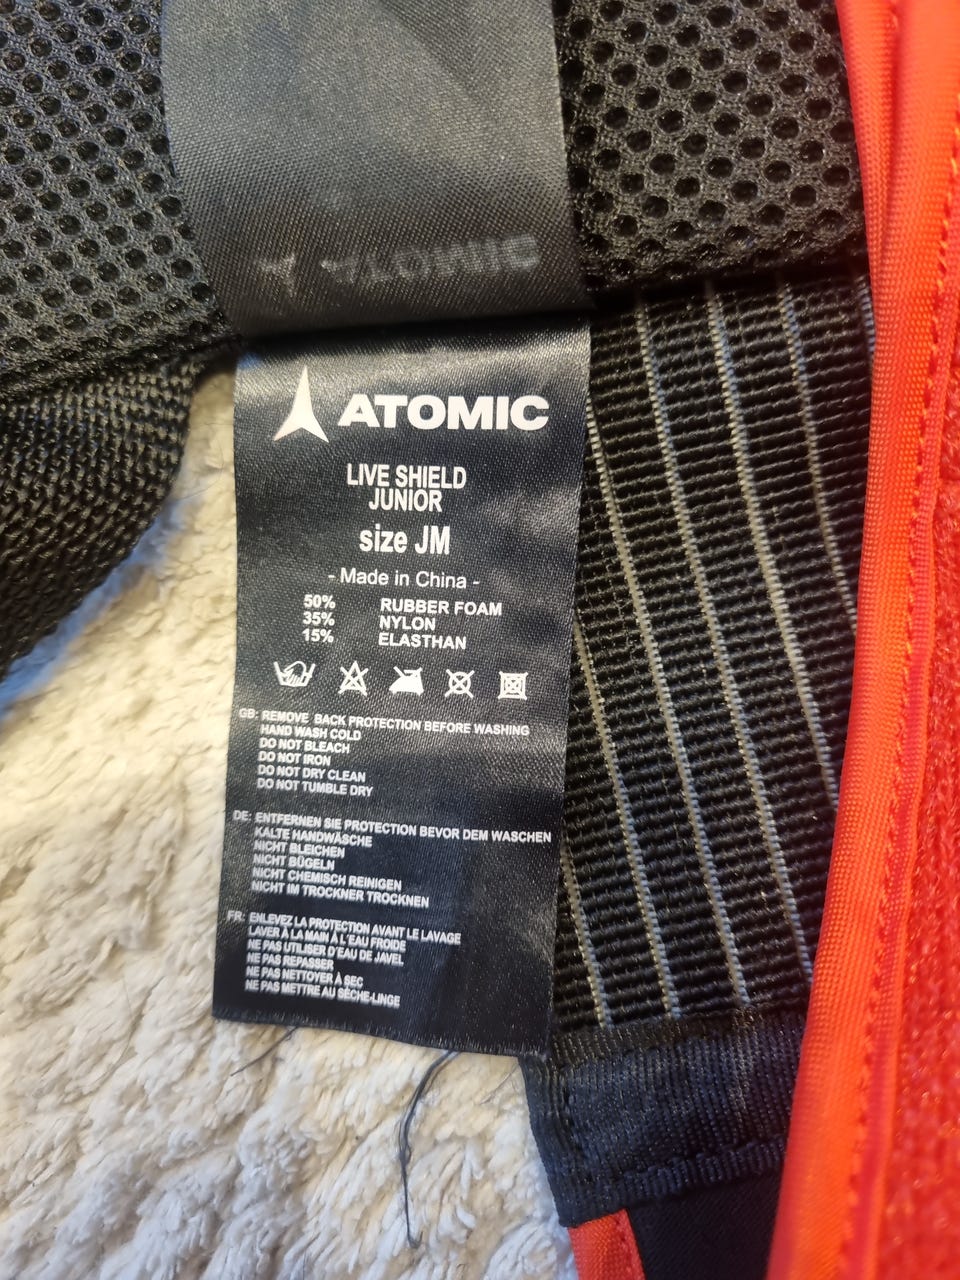 ATOMIC
ATOMIC
LIVE SHIELD
JUNIOR
size JM
- Made in China -
50% RUBBER FOAM
35% NYLON
15% ELASTHAN
GB: REMOVE BACK PROTECTION BEFORE WASHING
HAND WASH COLD
DO NOT BLEACH
DO NOT IRON
DO NOT DRY CLEAN
DO NOT TUMBLE DRY
DE: ENTFERNEN SIE PROTECTION BEVOR DEM WASCHEN
KALTE HANDWÄSCHE
NICHT BLEICHEN
NICHT BÜGELN
NICHT CHEMISCH REINIGEN
NICHT IM TROCKNER TROCKNEN
FR: ENLEVEZ LA PROTECTION AVANT LE LAVAGE
LAVER À LA MAIN À L'EAU FROIDE
NE PAS UTILISER D'EAU DE JAVEL
NE PAS REPASSER
NE PAS NETTOYER À SEC
NE PAS METTRE AU SÈCHE-LINGE